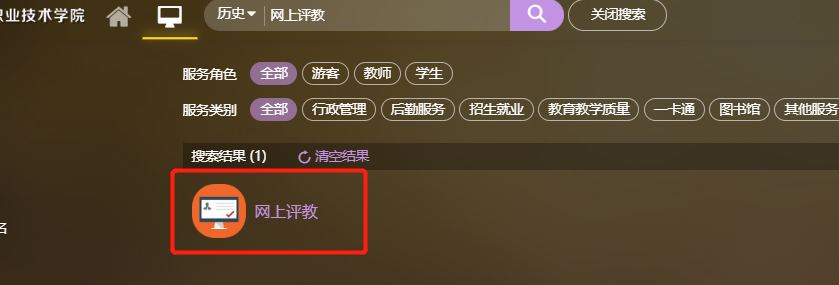 职业技术学院
历史 网上评教 关闭搜索
服务角色 全部 游客 教师 学生
服务类别 全部 行政管理 后勤服务 招生就业 教育教学质量 一卡通 图书馆 其他服务
搜索结果 (1) 清空结果
网上评教
名